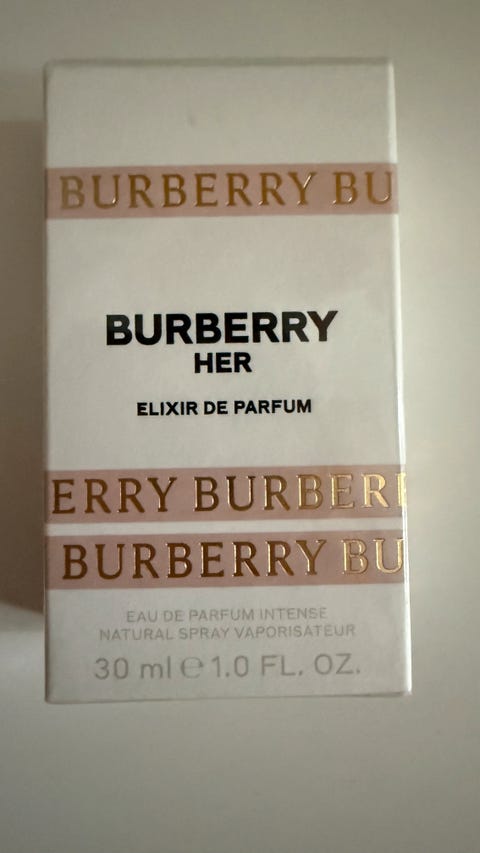 BURBERRY BU
BURBERRY
HER
ELIXIR DE PARFUM
ERRY BURBERR
BURBERRY BU
EAU DE PARFUM INTENSE
NATURAL SPRAY VAPORISATEUR
30 ml ℮ 1.0 FL. OZ.